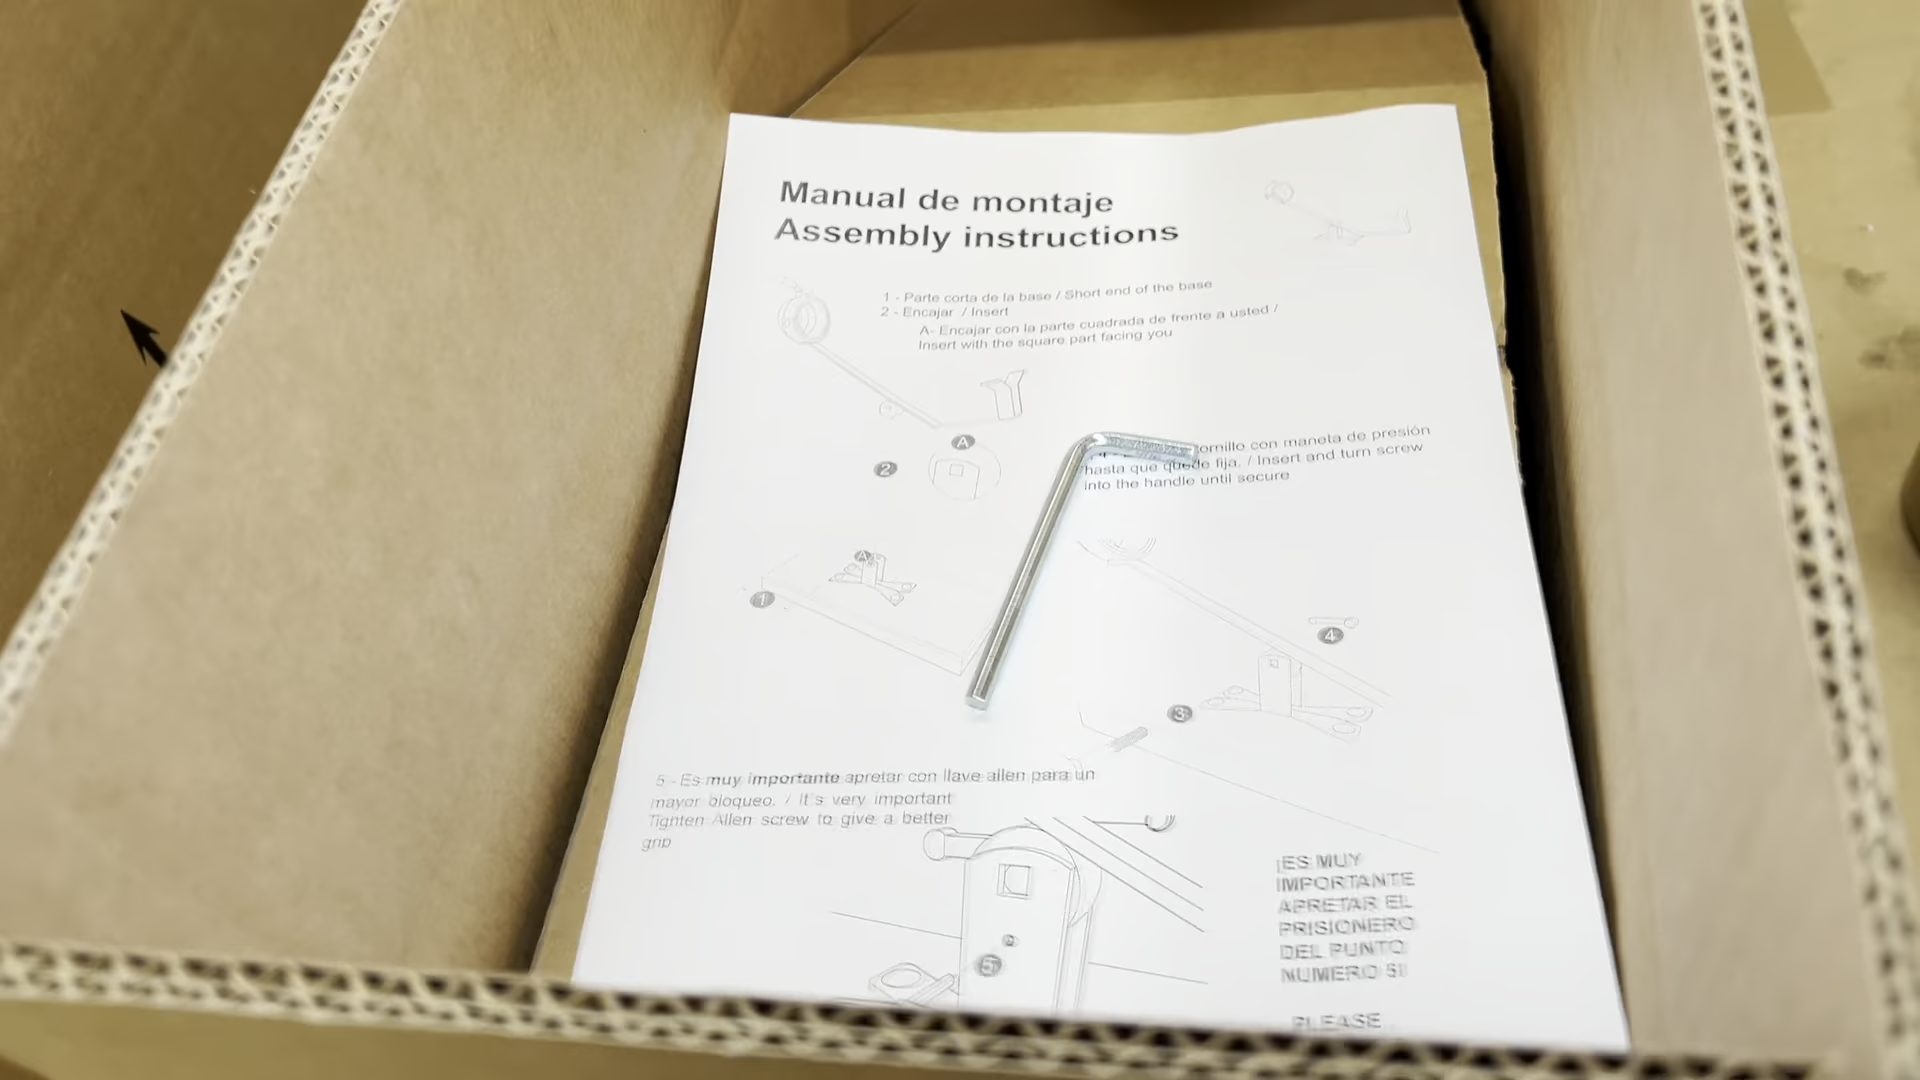 Manual de montaje
Assembly instructions
1 - Parte corta de la base / Short end of the base
2 - Encajar / Insert
A- Encajar con la parte cuadrada de frente a usted /
Insert with the square part facing you
A
2
ornillo con maneta de presión
hasta que quede fija. / Insert and turn screw
into the handle until secure
A
1
4
3
5 - Es muy importante apretar con llave allen para un
mayor bloqueo. / It's very important
Tighten Allen screw to give a better
grip
5
¡ES MUY
IMPORTANTE
APRETAR EL
PRISIONERO
DEL PUNTO
NUMERO 5!
PLEASE